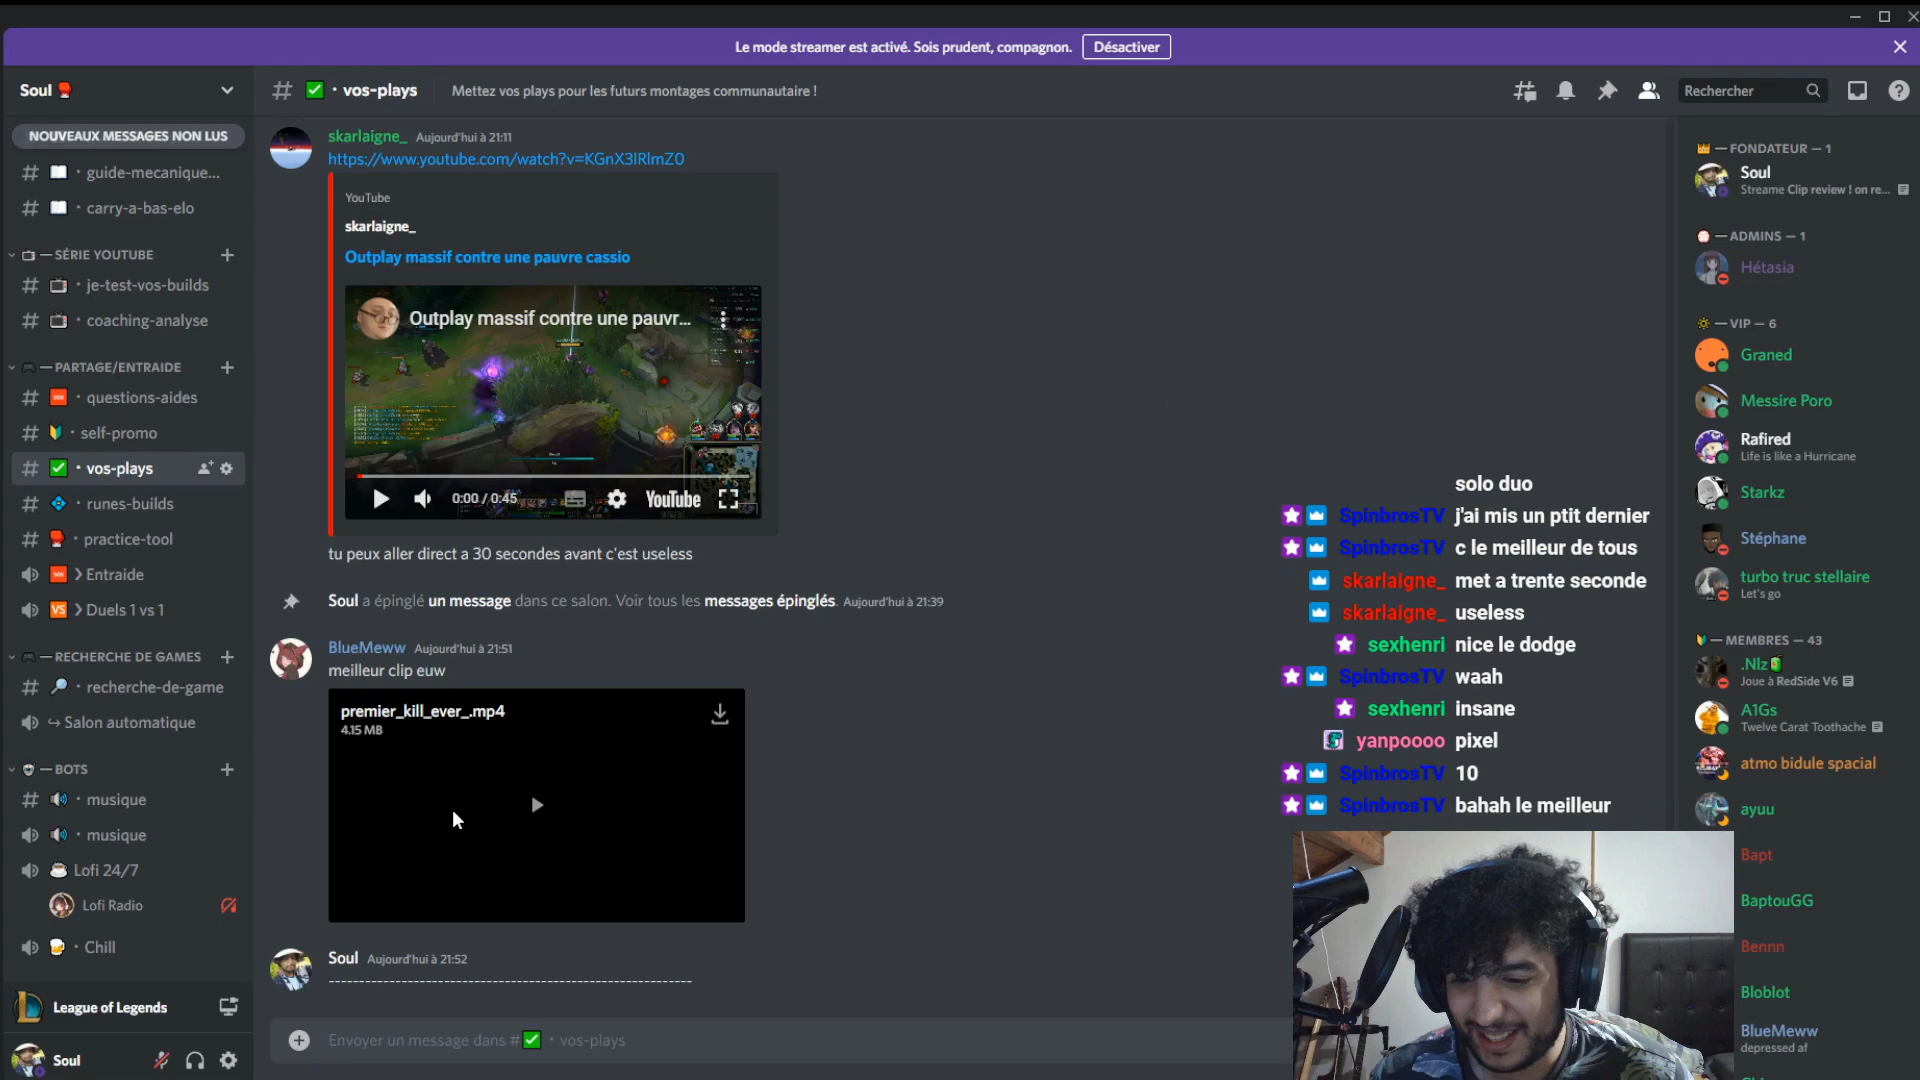 Le mode streamer est activé. Sois prudent, compagnon. Désactiver
Soul
NOUVEAUX MESSAGES NON LUS
# · guide-mecanique...
# · carry-a-bas-elo
— SÉRIE YOUTUBE
# · je-test-vos-builds
# · coaching-analyse
— PARTAGE/ENTRAIDE
# SOS · questions-aides
# · self-promo
# · vos-plays
# · runes-builds
# · practice-tool
SOS Entraide
VS Duels 1 vs 1
— RECHERCHE DE GAMES
# · recherche-de-game
Salon automatique
— BOTS
# · musique
· musique
Lofi 24/7
Lofi Radio
· Chill
League of Legends
Soul
# · vos-plays
Mettez vos plays pour les futurs montages communautaire !
Rechercher
skarlaigne_ Aujourd'hui à 21:11
https://www.youtube.com/watch?v=KGnX3lRlmZ0
YouTube
skarlaigne_
Outplay massif contre une pauvre cassio
Outplay massif contre une pauvr...
0:00 / 0:45
YouTube
tu peux aller direct a 30 secondes avant c'est useless
Soul a épinglé un message dans ce salon. Voir tous les messages épinglés. Aujourd'hui à 21:39
BlueMeww Aujourd'hui à 21:51
meilleur clip euw
premier_kill_ever_.mp4
4.15 MB
Soul Aujourd'hui à 21:52
------------------------------------------------------------
Envoyer un message dans # · vos-plays
solo duo
SpinbrosTV j'ai mis un ptit dernier
SpinbrosTV c le meilleur de tous
skarlaigne_ met a trente seconde
skarlaigne_ useless
sexhenri nice le dodge
SpinbrosTV waah
sexhenri insane
yanpoooo pixel
SpinbrosTV 10
SpinbrosTV bahah le meilleur
— FONDATEUR — 1
Soul
Streame Clip review ! on re...
— ADMINS — 1
Hétasia
— VIP — 6
Graned
Messire Poro
Rafired
Life is like a Hurricane
Starkz
Stéphane
turbo truc stellaire
Let's go
— MEMBRES — 43
.Nlz
Joue à RedSide V6
A1Gs
Twelve Carat Toothache
atmo bidule spacial
ayuu
Bapt
BaptouGG
Bennn
Bloblot
BlueMeww
depressed af